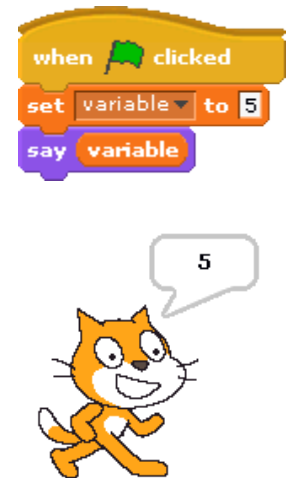 when clicked
set variable to 5
say variable
5